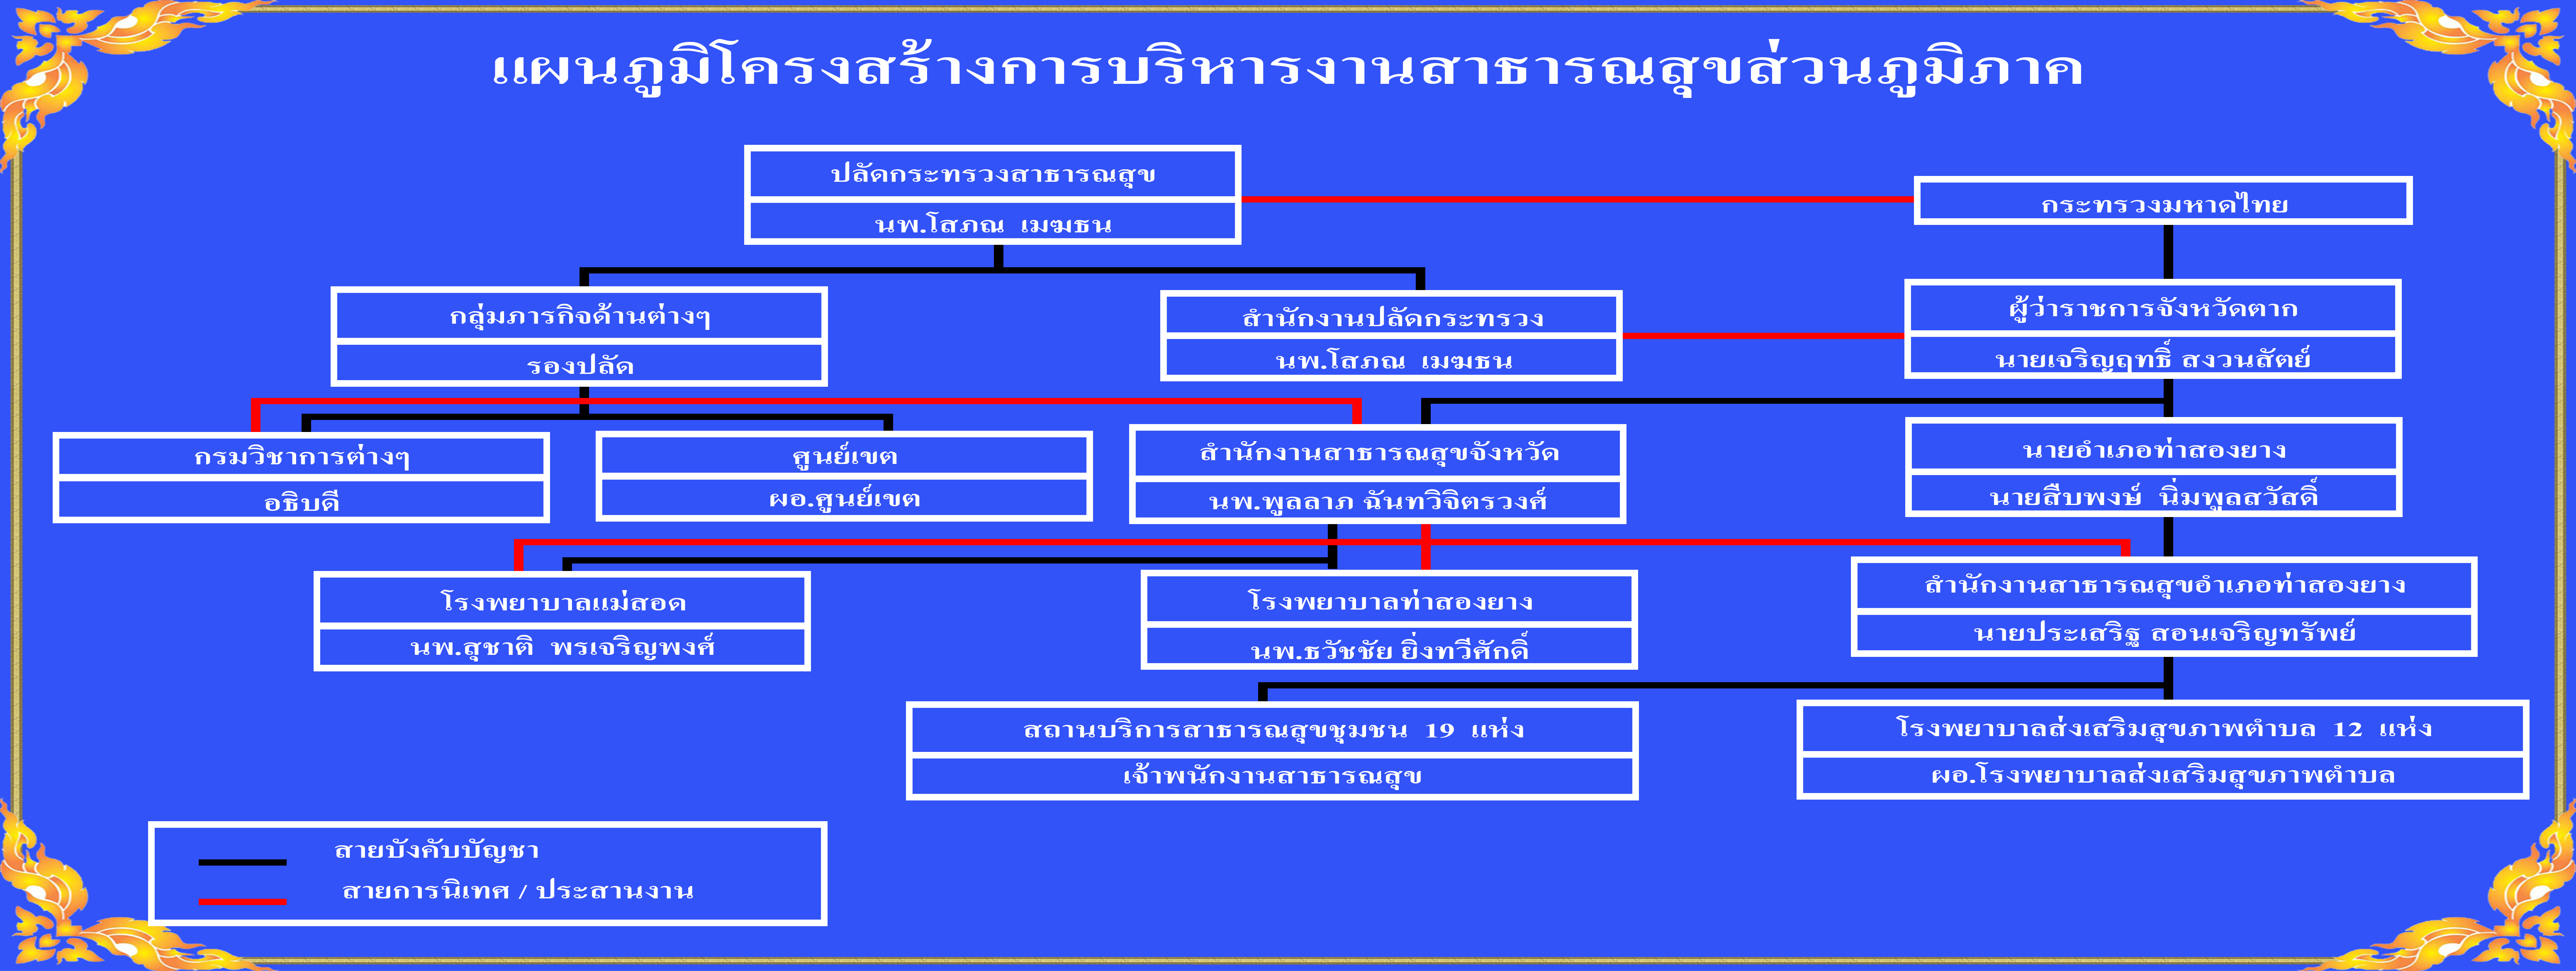 แผนภูมิโครงสร้างการบริหารงานสาธารณสุขส่วนภูมิภาค
ปลัดกระทรวงสาธารณสุข
นพ.โสภณ เมฆธน
กระทรวงมหาดไทย
กลุ่มภารกิจด้านต่างๆ
รองปลัด
สำนักงานปลัดกระทรวง
นพ.โสภณ เมฆธน
ผู้ว่าราชการจังหวัดตาก
นายเจริญฤทธิ์ สงวนสัตย์
กรมวิชาการต่างๆ
อธิบดี
ศูนย์เขต
ผอ.ศูนย์เขต
สำนักงานสาธารณสุขจังหวัด
นพ.พูลลาภ ฉันทวิจิตรวงศ์
นายอำเภอท่าสองยาง
นายสืบพงษ์ นิ่มพูลสวัสดิ์
โรงพยาบาลแม่สอด
นพ.สุชาติ พรเจริญพงศ์
โรงพยาบาลท่าสองยาง
นพ.ธวัชชัย ยิ่งทวีศักดิ์
สำนักงานสาธารณสุขอำเภอท่าสองยาง
นายประเสริฐ สอนเจริญทรัพย์
สถานบริการสาธารณสุขชุมชน 19 แห่ง
เจ้าพนักงานสาธารณสุข
โรงพยาบาลส่งเสริมสุขภาพตำบล 12 แห่ง
ผอ.โรงพยาบาลส่งเสริมสุขภาพตำบล
สายบังคับบัญชา
สายการนิเทศ / ประสานงาน